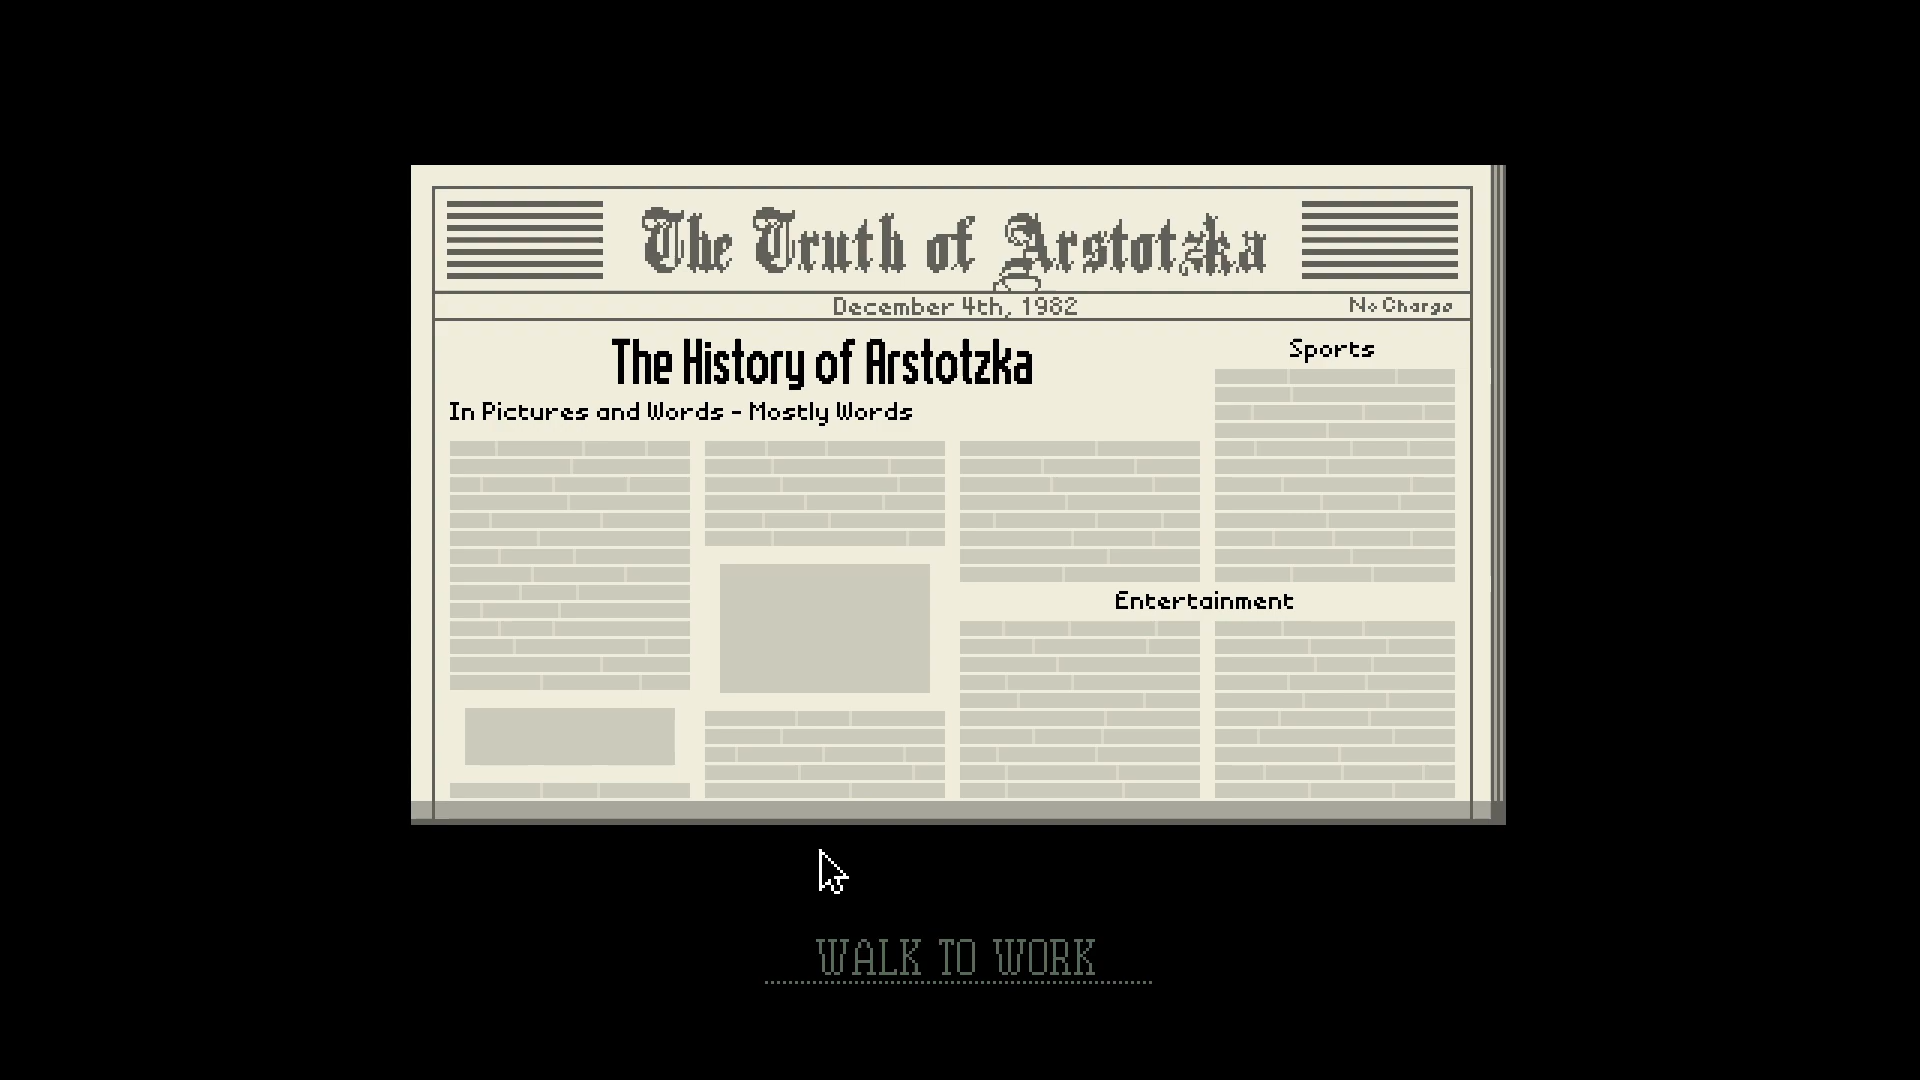 The Truth of Arstotzka
December 4th, 1982
No Charge
The History of Arstotzka
In Pictures and Words - Mostly Words
Sports
Entertainment
WALK TO WORK